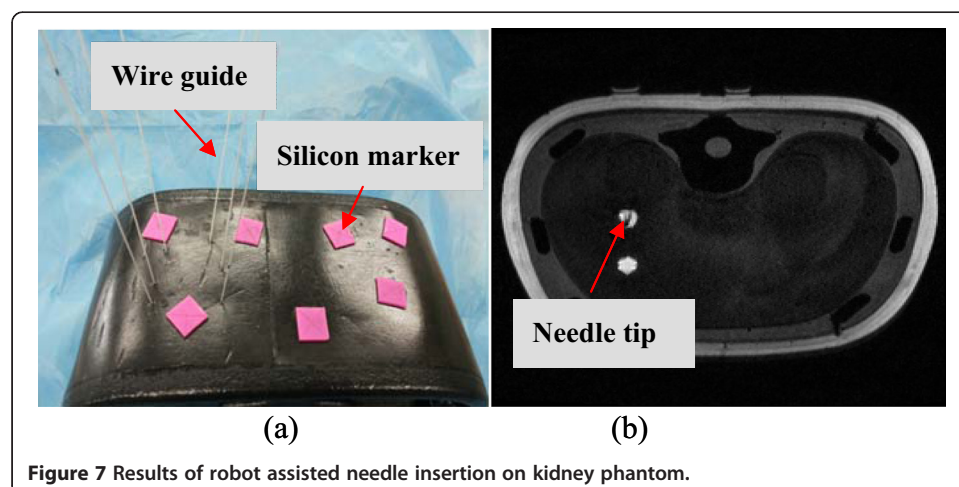 Wire guide
Silicon marker
Needle tip
(a)
(b)
Figure 7 Results of robot assisted needle insertion on kidney phantom.